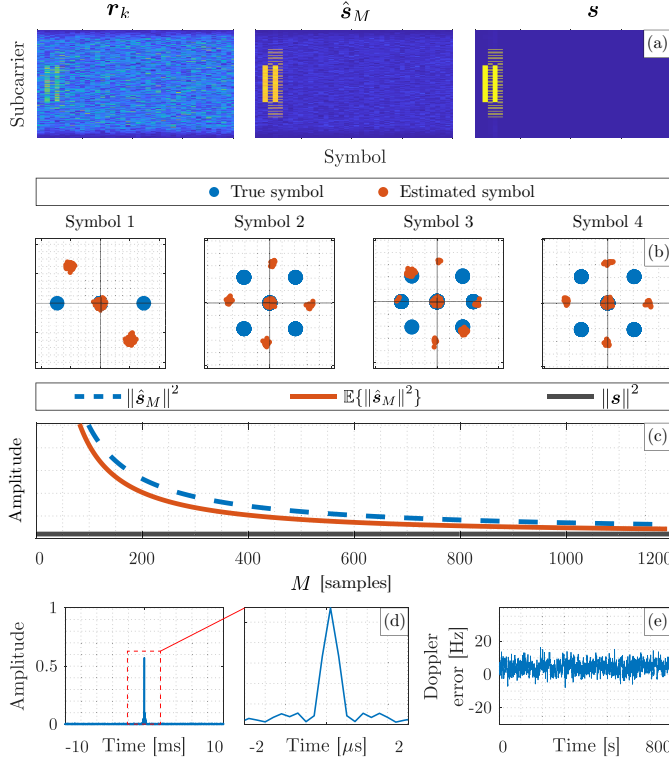 r_k ŝ_M s
Subcarrier
(a)
Symbol
True symbol Estimated symbol
Symbol 1 Symbol 2 Symbol 3 Symbol 4
(b)
‖ŝ_M‖² 𝔼{‖ŝ_M‖²} ‖s‖²
(c)
Amplitude
0 200 400 600 800 1000 1200
M [samples]
Amplitude
1
0.5
0
-10 Time [ms] 10
(d)
-2 Time [μs] 2
(e)
Doppler
error [Hz]
20
0
-20
0 Time [s] 800